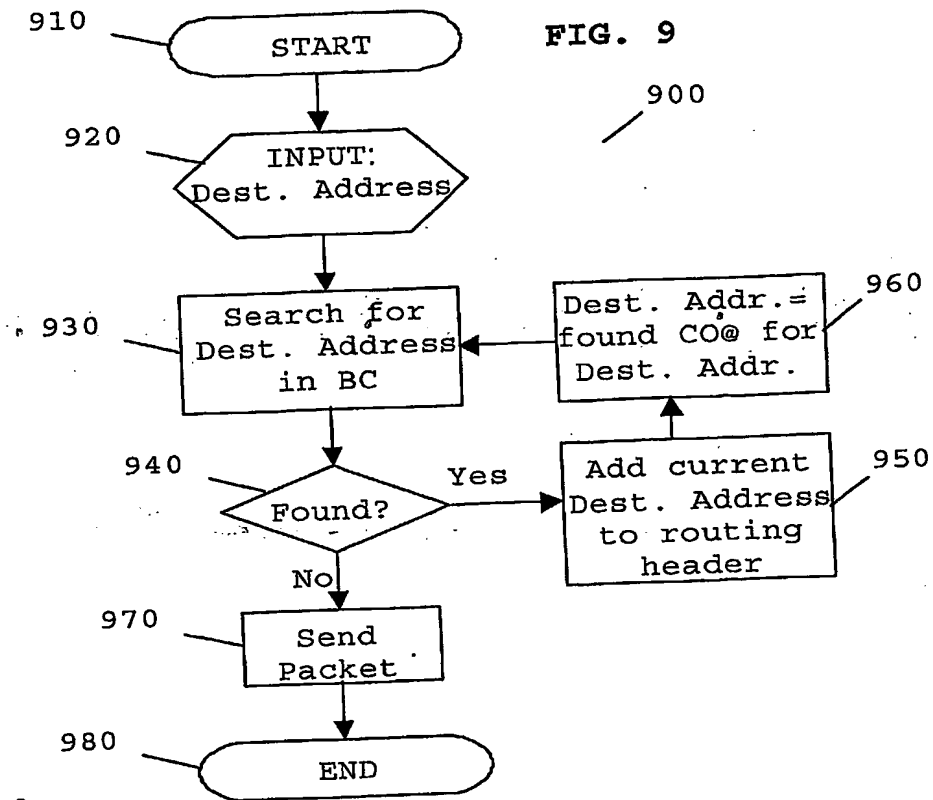 FIG. 9
900
910
START
920
INPUT:
Dest. Address
930
Search for
Dest. Address
in BC
940
Found?
Yes
950
Add current
Dest. Address
to routing
header
960
Dest. Addr.=
found CO@ for
Dest. Addr.
No
970
Send
Packet
980
END